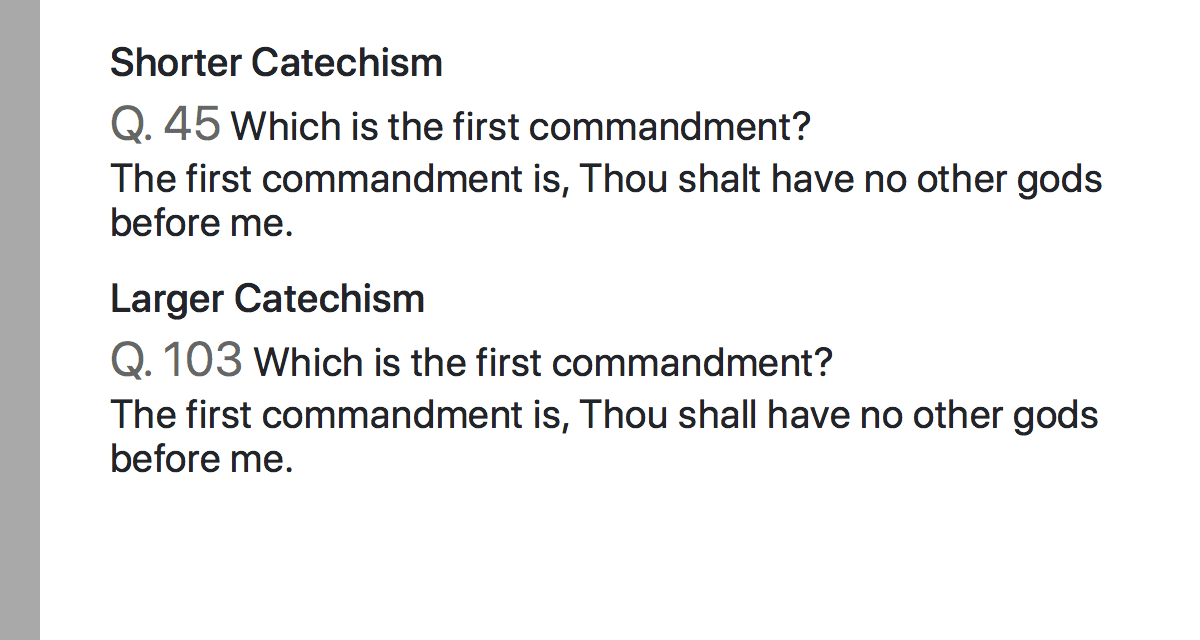 Shorter Catechism
Q. 45 Which is the first commandment?
The first commandment is, Thou shalt have no other gods
before me.
Larger Catechism
Q. 103 Which is the first commandment?
The first commandment is, Thou shall have no other gods
before me.